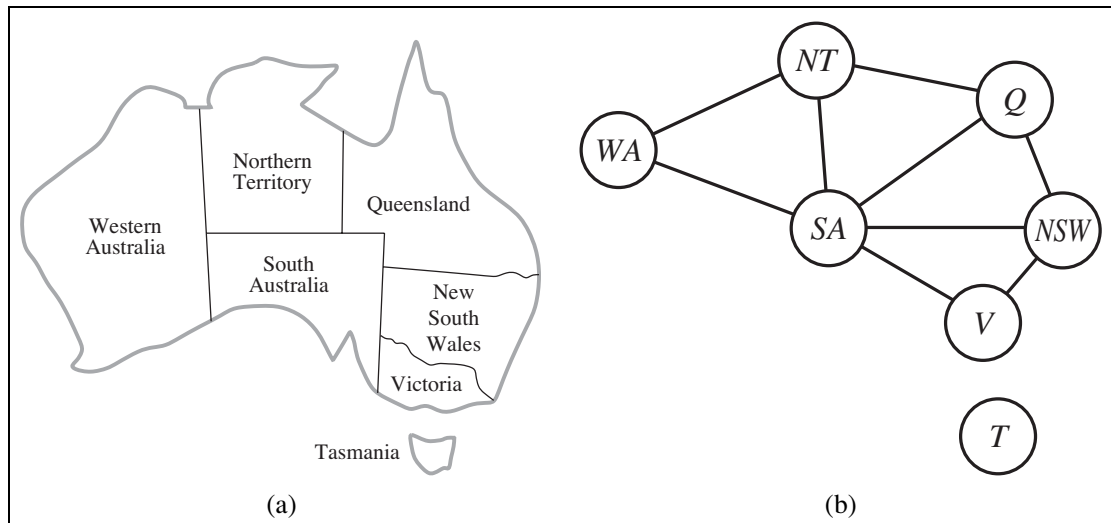 Northern
Territory
Western
Australia
Queensland
South
Australia
New
South
Wales
Victoria
Tasmania
(a)
NT
Q
WA
SA
NSW
V
T
(b)